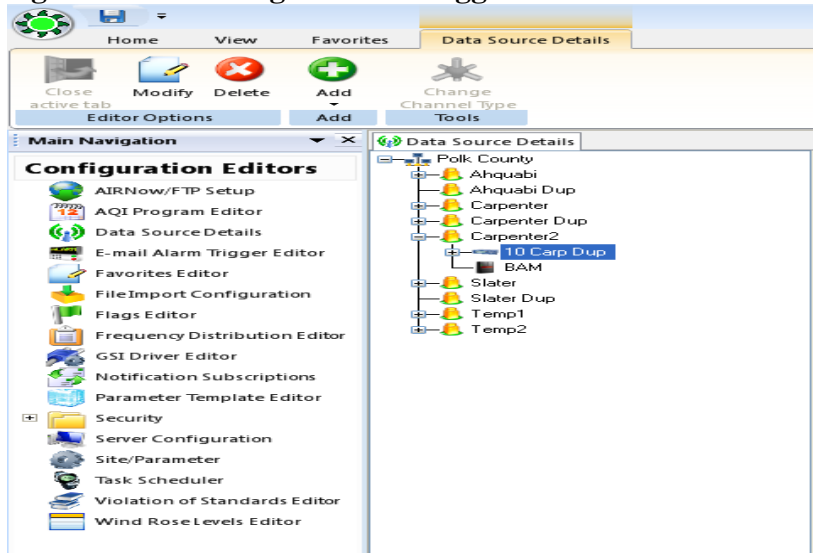 Home View Favorites Data Source Details
Close active tab Modify Delete Add Change Channel Type
Editor Options Add Tools
Main Navigation
Configuration Editors
AIRNow/FTP Setup
AQI Program Editor
Data Source Details
E-mail Alarm Trigger Editor
Favorites Editor
File Import Configuration
Flags Editor
Frequency Distribution Editor
GSI Driver Editor
Notification Subscriptions
Parameter Template Editor
Security
Server Configuration
Site/Parameter
Task Scheduler
Violation of Standards Editor
Wind Rose Levels Editor
Data Source Details
Polk County
Ahquabi
Ahquabi Dup
Carpenter
Carpenter Dup
Carpenter2
10 Carp Dup
BAM
Slater
Slater Dup
Temp1
Temp2